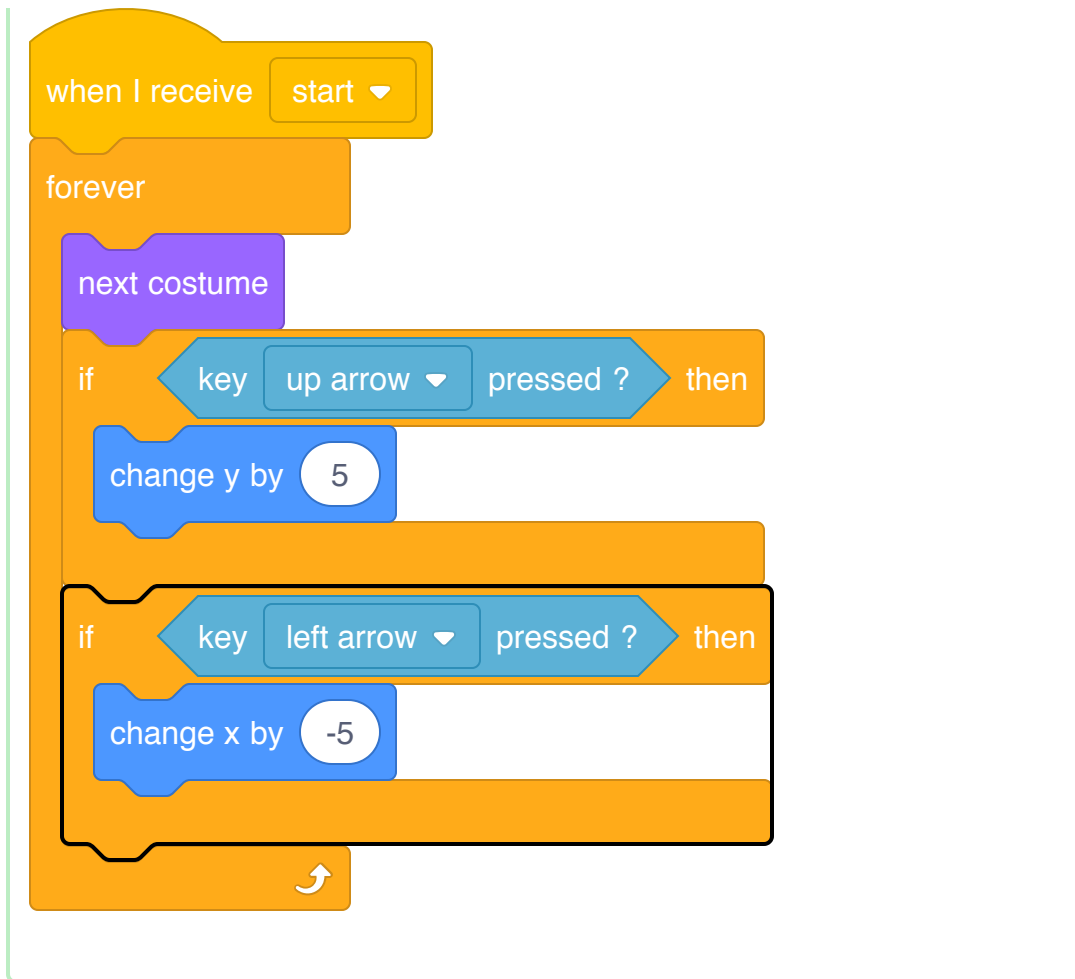 when I receive start
forever
next costume
if key up arrow pressed ? then
change y by 5
if key left arrow pressed ? then
change x by -5